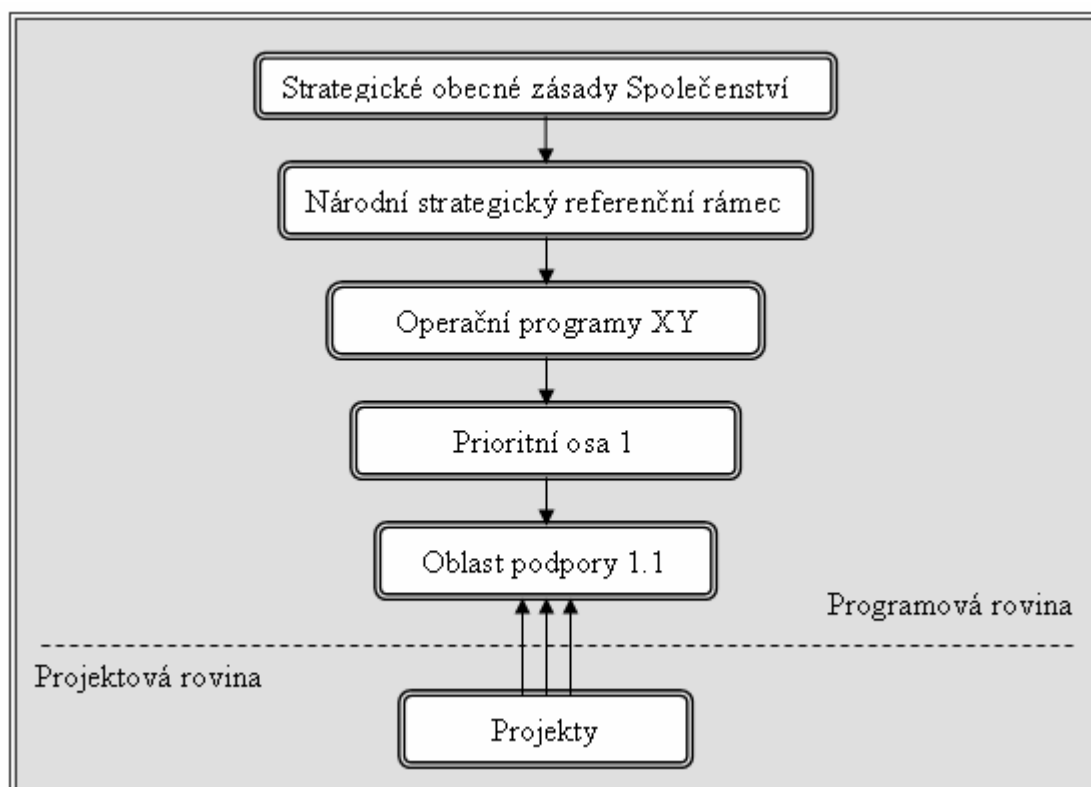 Strategické obecné zásady Společenství
Národní strategický referenční rámec
Operační programy XY
Prioritní osa 1
Oblast podpory 1.1
Programová rovina
Projektová rovina
Projekty